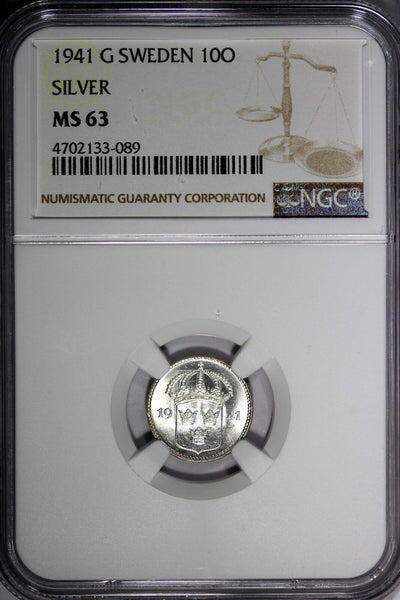 1941 G SWEDEN 10O
SILVER
MS 63
4702133-089
NUMISMATIC GUARANTY CORPORATION
NGC®
19 41